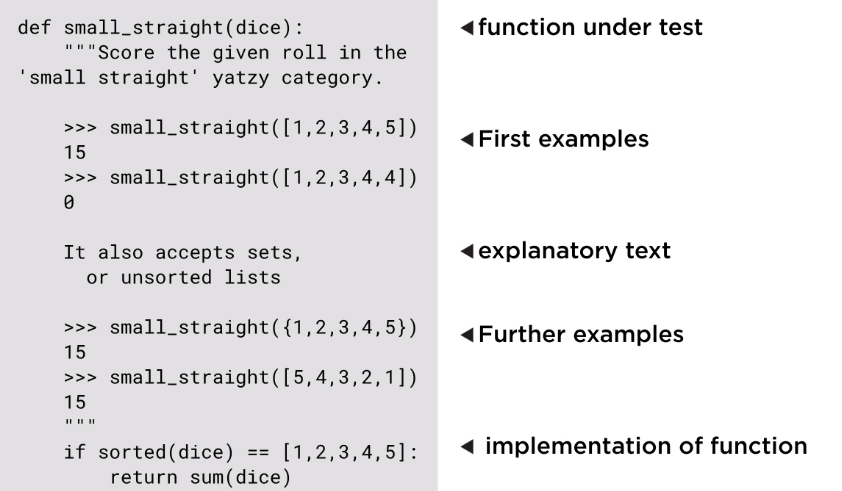 def small_straight(dice):
"""Score the given roll in the
'small straight' yatzy category.
>>> small_straight([1,2,3,4,5])
15
>>> small_straight([1,2,3,4,4])
0
It also accepts sets,
or unsorted lists
>>> small_straight({1,2,3,4,5})
15
>>> small_straight([5,4,3,2,1])
15
"""
if sorted(dice) == [1,2,3,4,5]:
return sum(dice)
function under test
First examples
explanatory text
Further examples
implementation of function